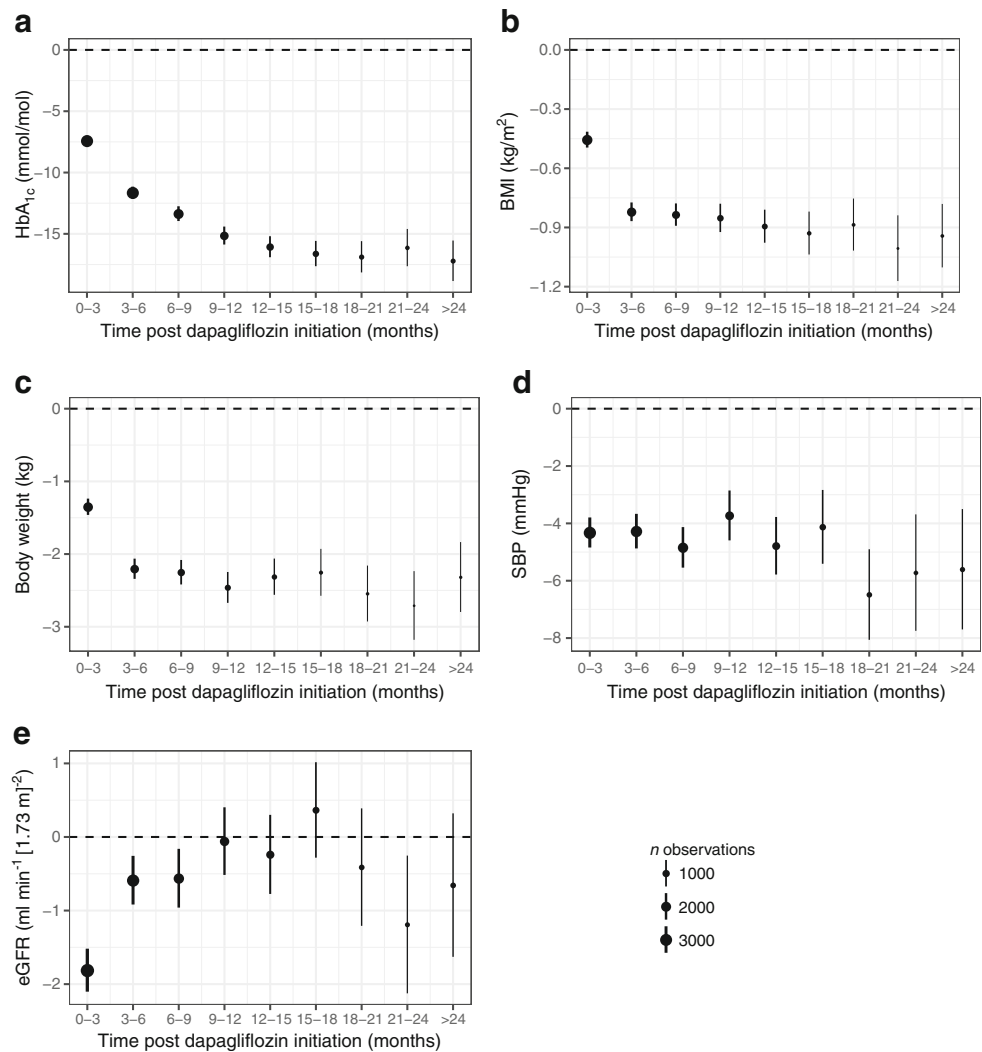 a
0
−5
−10
−15
HbA1c (mmol/mol)
0−3 3−6 6−9 9−12 12−15 15−18 18−21 21−24 >24
Time post dapagliflozin initiation (months)
b
0.0
−0.3
−0.6
−0.9
−1.2
BMI (kg/m²)
0−3 3−6 6−9 9−12 12−15 15−18 18−21 21−24 >24
Time post dapagliflozin initiation (months)
c
0
−1
−2
−3
Body weight (kg)
0−3 3−6 6−9 9−12 12−15 15−18 18−21 21−24 >24
Time post dapagliflozin initiation (months)
d
0
−2
−4
−6
−8
SBP (mmHg)
0−3 3−6 6−9 9−12 12−15 15−18 18−21 21−24 >24
Time post dapagliflozin initiation (months)
e
1
0
−1
−2
eGFR (ml min⁻¹ [1.73 m]⁻²)
0−3 3−6 6−9 9−12 12−15 15−18 18−21 21−24 >24
Time post dapagliflozin initiation (months)
n observations
1000
2000
3000